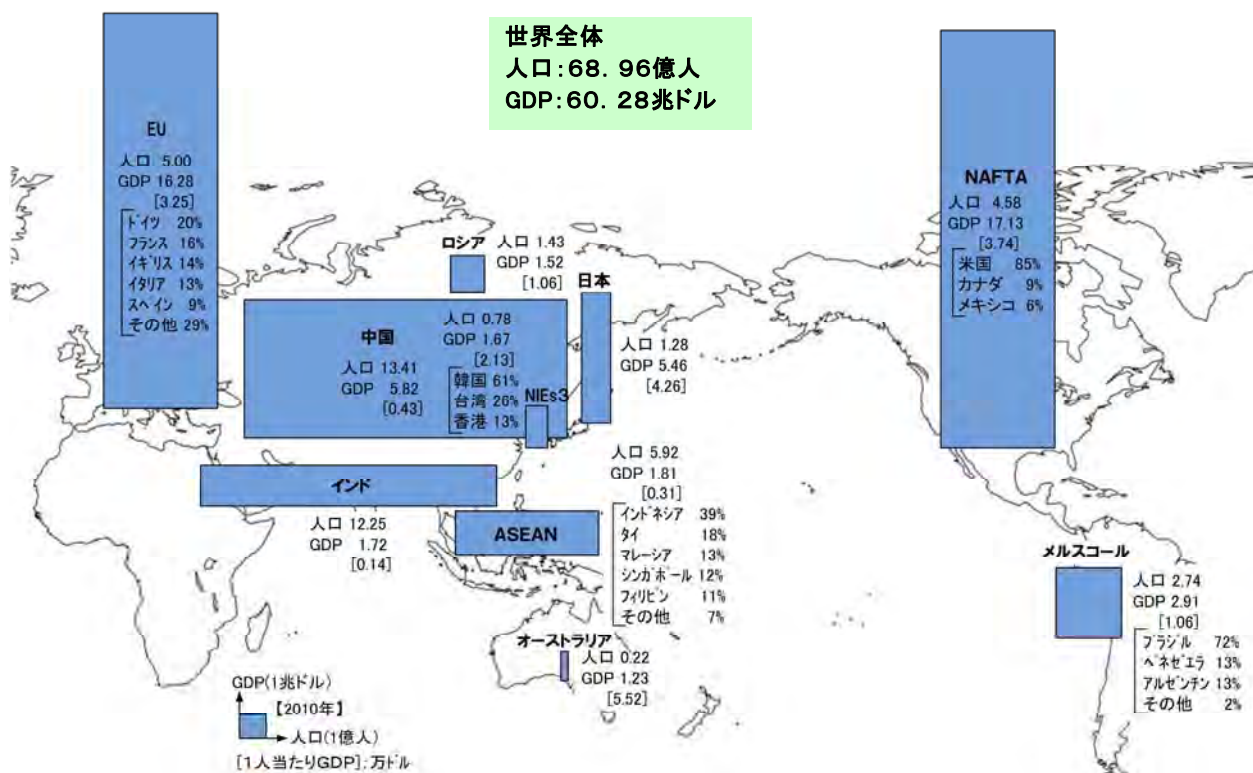 世界全体
人口:68.96億人
GDP:60.28兆ドル
EU
人口 5.00
GDP 16.28
[3.25]
ドイツ 20%
フランス 16%
イギリス 14%
イタリア 13%
スペイン 9%
その他 29%
ロシア
人口 1.43
GDP 1.52
[1.06]
中国
人口 13.41
GDP 5.82
[0.43]
人口 0.78
GDP 1.67
[2.13]
韓国 61%
台湾 26%
香港 13%
NIEs3
日本
人口 1.28
GDP 5.46
[4.26]
NAFTA
人口 4.58
GDP 17.13
[3.74]
米国 85%
カナダ 9%
メキシコ 6%
インド
人口 12.25
GDP 1.72
[0.14]
ASEAN
人口 5.92
GDP 1.81
[0.31]
インドネシア 39%
タイ 18%
マレーシア 13%
シンガポール 12%
フィリピン 11%
その他 7%
オーストラリア
人口 0.22
GDP 1.23
[5.52]
メルスコール
人口 2.74
GDP 2.91
[1.06]
ブラジル 72%
ベネゼエラ 13%
アルゼンチン 13%
その他 2%
GDP(1兆ドル)
【2010年】
人口(1億人)
[1人当たりGDP]:万ドル